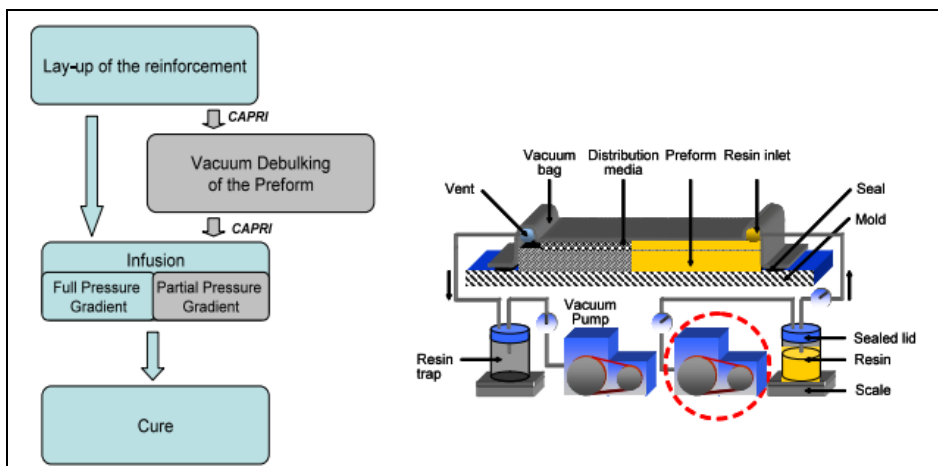 Lay-up of the reinforcement
CAPRI
Vacuum Debulking
of the Preform
CAPRI
Infusion
Full Pressure
Gradient
Partial Pressure
Gradient
Cure
Vacuum
bag
Distribution
media
Preform
Resin inlet
Vent
Seal
Mold
Vacuum
Pump
Resin
trap
Sealed lid
Resin
Scale